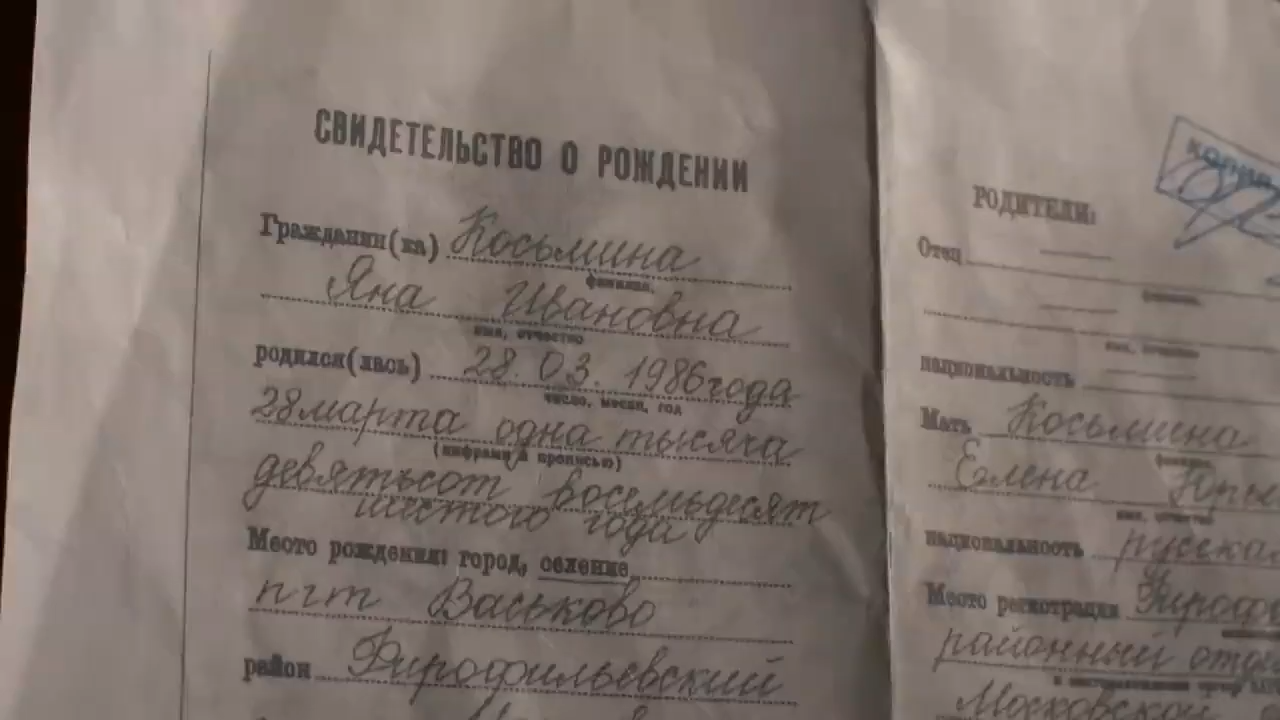 СВИДЕТЕЛЬСТВО О РОЖДЕНИИ
Гражданин(ка) Косьмина
фамилия,
Яна Ивановна
имя, отчество
родился(лась) 28. 03. 1986 года
число, месяц, год
28 марта одна тысяча
(цифрами и прописью)
девятьсот восемьдесят
шестого года
Место рождения: город, селение
пгт Васьково
район Фирофильевский
КОПИЯ
РОДИТЕЛИ:
Отец
фамилия,
имя, отчество
национальность
Мать Косьмина
фамилия,
Елена
имя, отчество
национальность русская
Место регистрации
районный
Московской